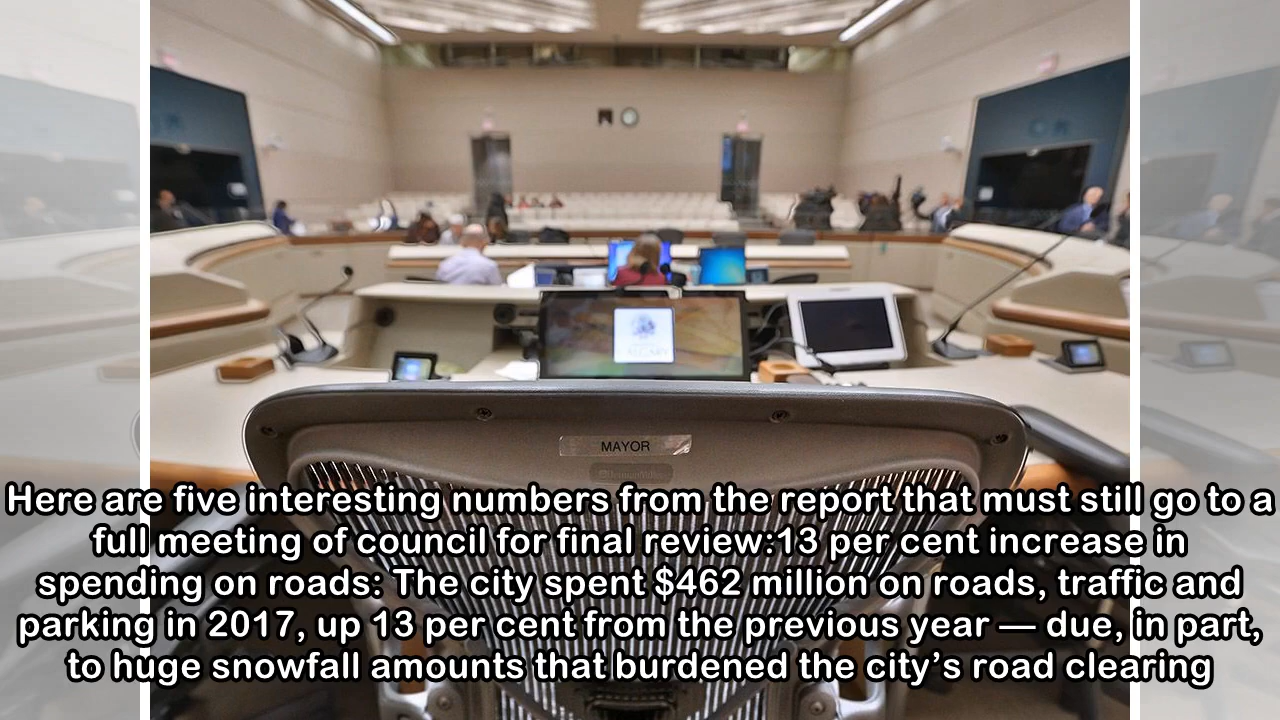 MAYOR
Here are five interesting numbers from the report that must still go to a
full meeting of council for final review:13 per cent increase in
spending on roads: The city spent $462 million on roads, traffic and
parking in 2017, up 13 per cent from the previous year — due, in part,
to huge snowfall amounts that burdened the city’s road clearing